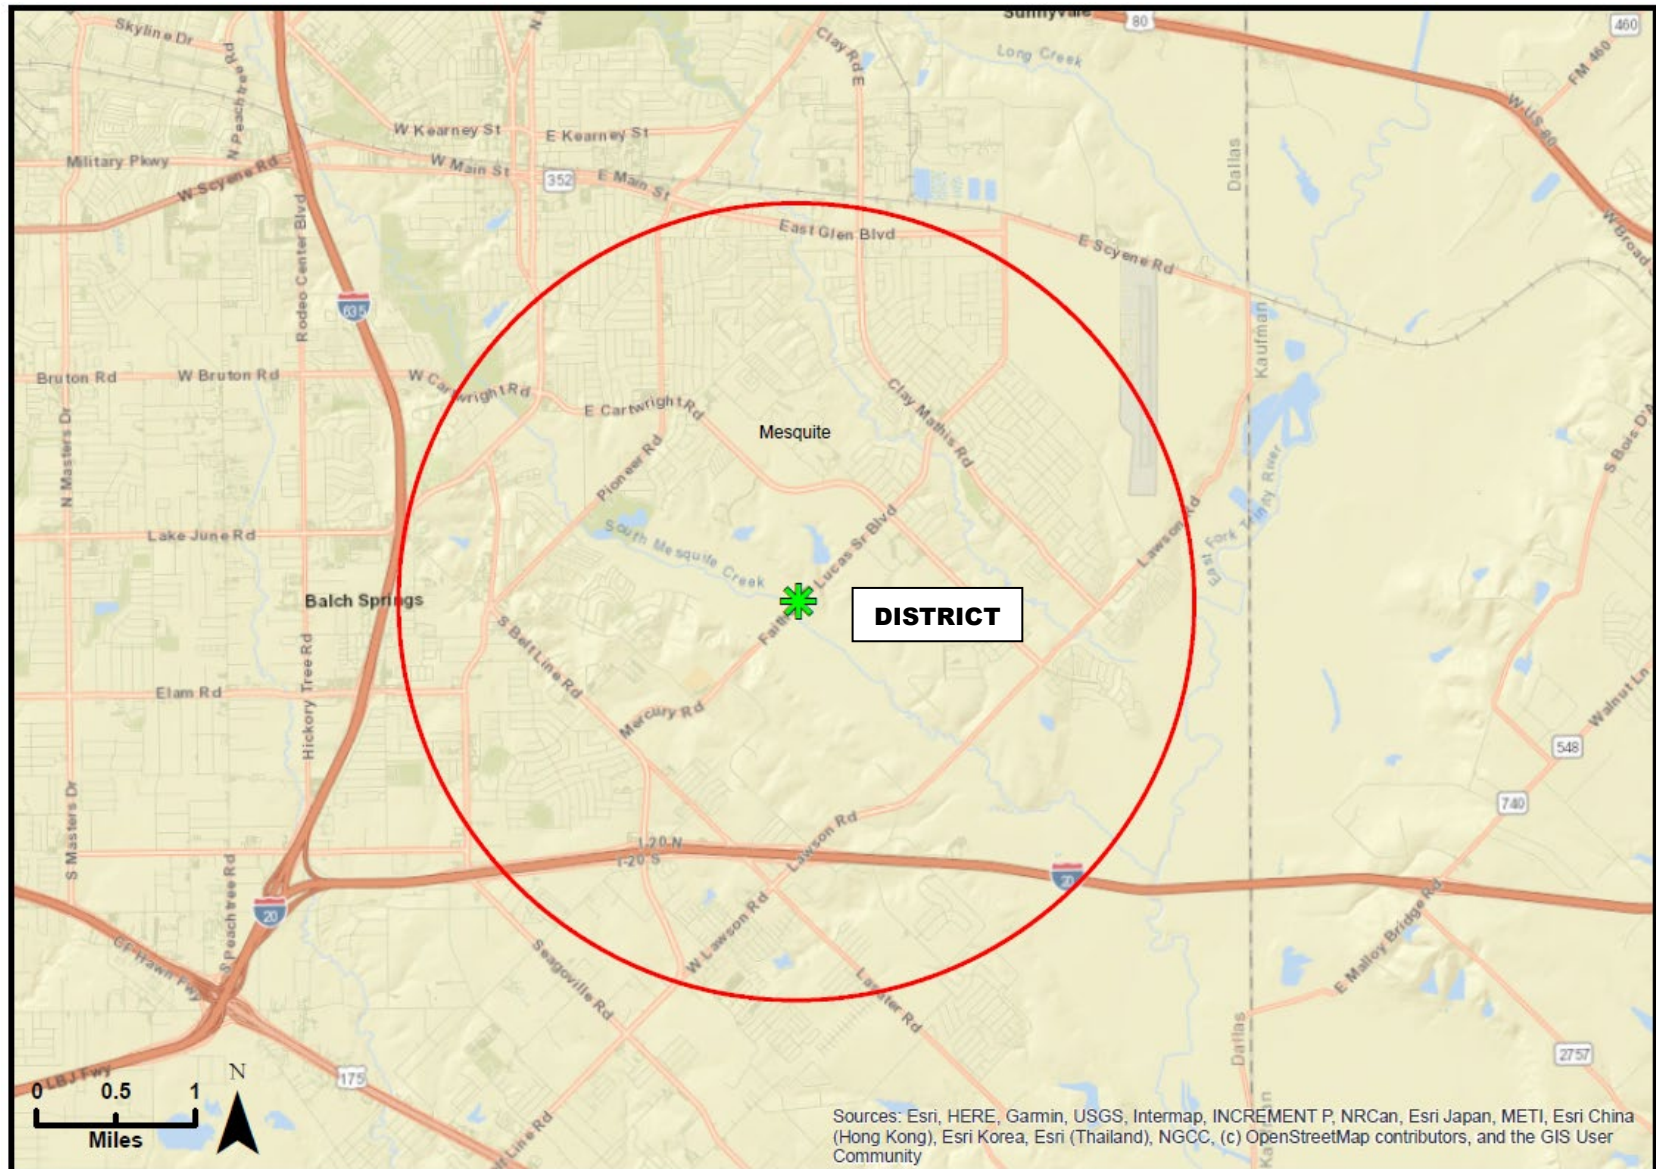 Sunnyvale
80
460
Skyline Dr
N Peachtree Rd
Clay Rd E
Long Creek
FM 460
W US 80
W Kearney St
E Kearney St
Military Pkwy
W Scyene Rd
W Main St
352
E Main St
Dallas
East Glen Blvd
E Scyene Rd
W Broad
Rodeo Center Blvd
635
Kaufman
Bruton Rd
W Bruton Rd
W Cartwright Rd
E Cartwright Rd
Clay Mathis Rd
Mesquite
N Masters Dr
Pioneer Rd
S Bois D'A
East Fork Trinity River
Lake June Rd
South Mesquite Creek
Lucas Sr Blvd
Lawson Rd
Balch Springs
DISTRICT
Faith
S Belt Line Rd
Elam Rd
Hickory Tree Rd
Mercury Rd
Walnut Ln
548
740
S Masters Dr
I-20 N
I-20 S
Lawson Rd
20
20
S Peachtree Rd
W Lawson Rd
E Malloy Bridge Rd
CF Hawn Fwy
Seagoville Rd
Lasater Rd
Dallas
2757
LBJ Fwy
175
N
0 0.5 1
Miles
lt Line Rd
Sources: Esri, HERE, Garmin, USGS, Intermap, INCREMENT P, NRCan, Esri Japan, METI, Esri China
(Hong Kong), Esri Korea, Esri (Thailand), NGCC, (c) OpenStreetMap contributors, and the GIS User
Community